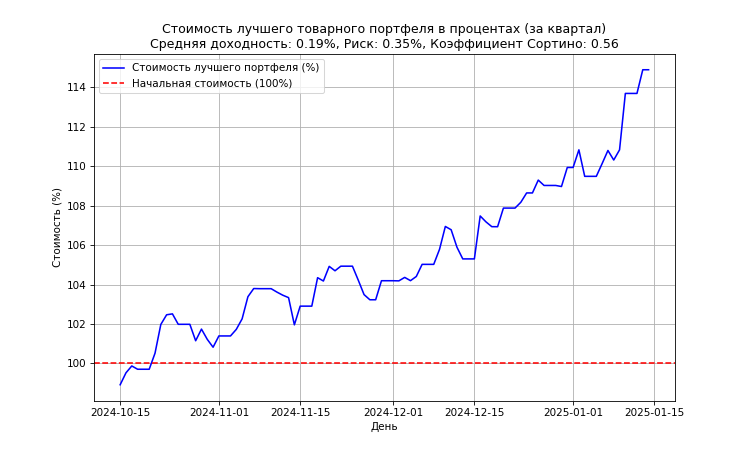 Стоимость лучшего товарного портфеля в процентах (за квартал)
Средняя доходность: 0.19%, Риск: 0.35%, Коэффициент Сортино: 0.56
Стоимость лучшего портфеля (%)
Начальная стоимость (100%)
Стоимость (%)
114
112
110
108
106
104
102
100
2024-10-15
2024-11-01
2024-11-15
2024-12-01
2024-12-15
2025-01-01
2025-01-15
День